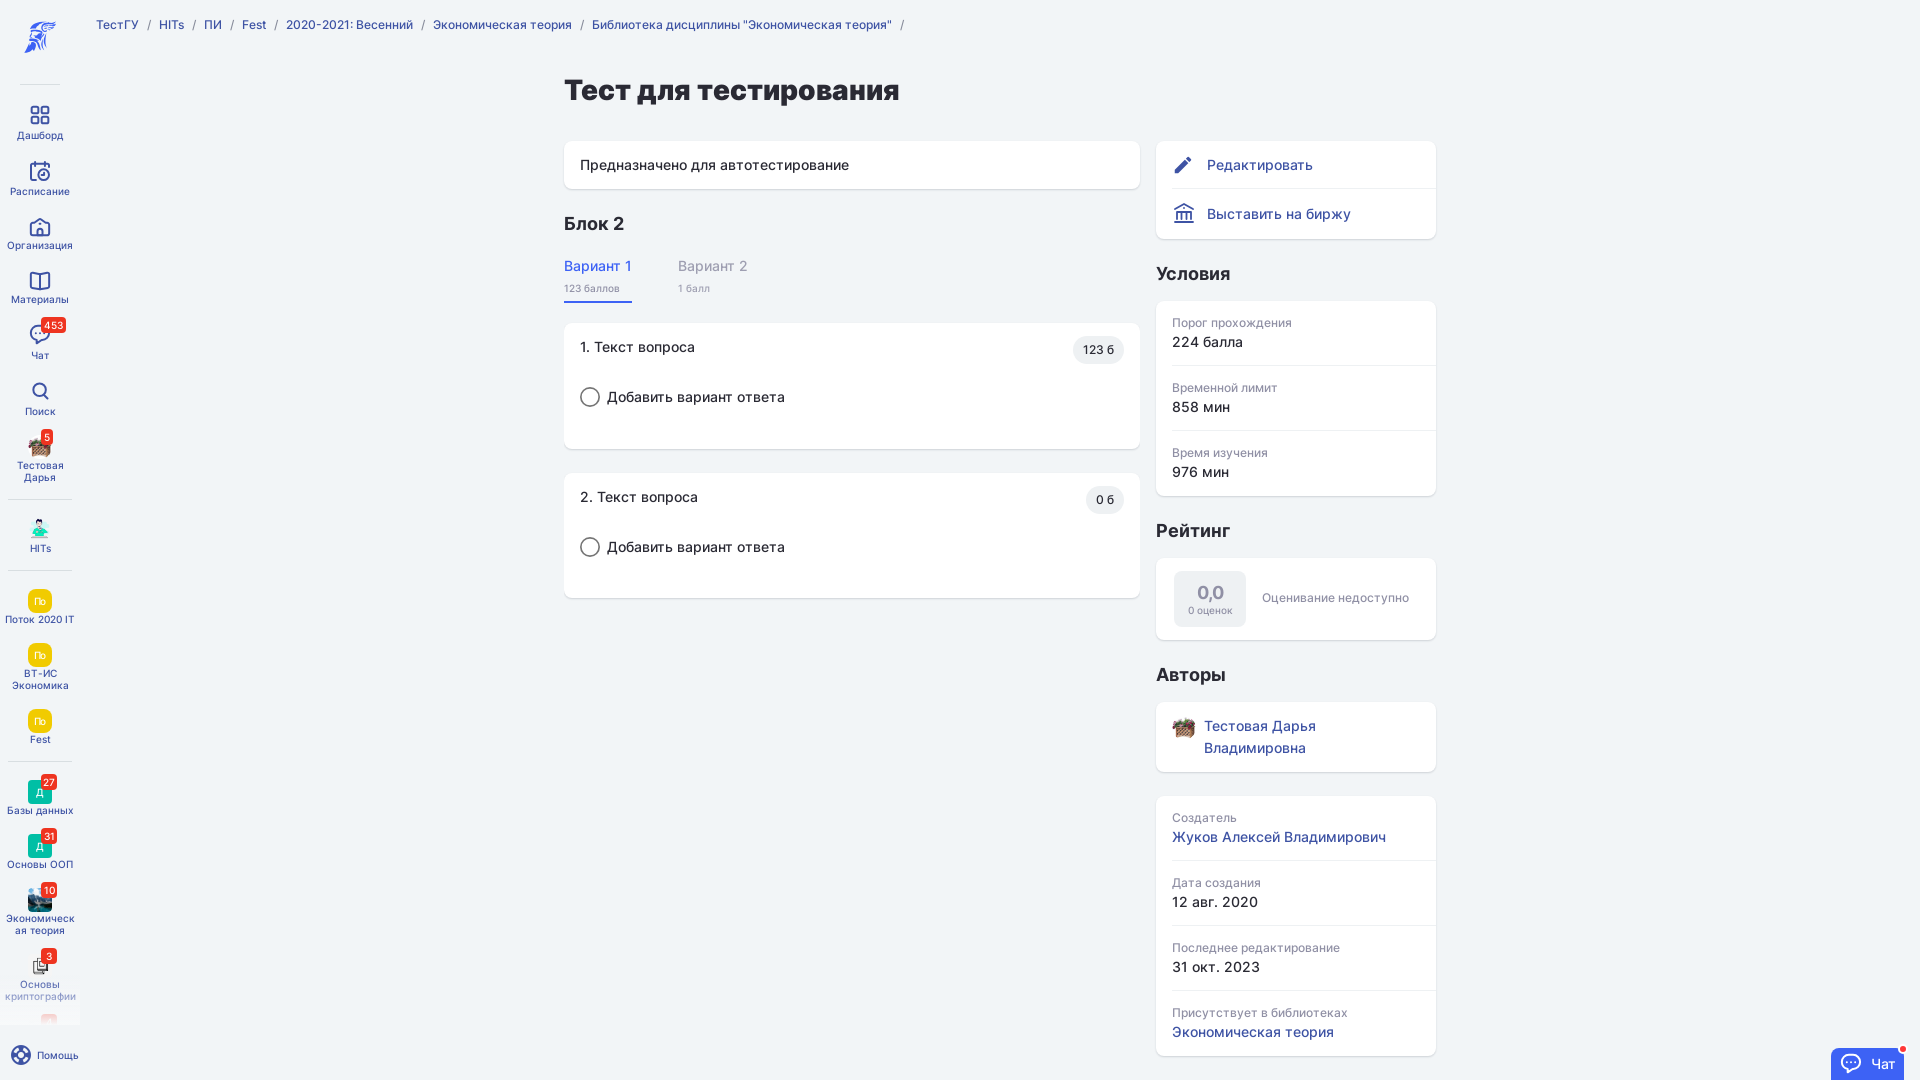 ТестГУ / HITs / ПИ / Fest / 2020-2021: Весенний / Экономическая теория / Библиотека дисциплины "Экономическая теория" /
Дашборд
Расписание
Организация
Материалы
453
Чат
Поиск
5
Тестовая
Дарья
HITs
По
Поток 2020 IT
По
ВТ-ИС
Экономика
По
Fest
27
Д
Базы данных
31
Д
Основы ООП
10
Экономическ
ая теория
3
Основы
криптографии
Помощь
Тест для тестирования
Предназначено для автотестирование
Блок 2
Вариант 1
123 баллов
Вариант 2
1 балл
1. Текст вопроса
123 б
Добавить вариант ответа
2. Текст вопроса
0 б
Добавить вариант ответа
Редактировать
Выставить на биржу
Условия
Порог прохождения
224 балла
Временной лимит
858 мин
Время изучения
976 мин
Рейтинг
0,0
0 оценок
Оценивание недоступно
Авторы
Тестовая Дарья
Владимировна
Создатель
Жуков Алексей Владимирович
Дата создания
12 авг. 2020
Последнее редактирование
31 окт. 2023
Присутствует в библиотеках
Экономическая теория
Чат